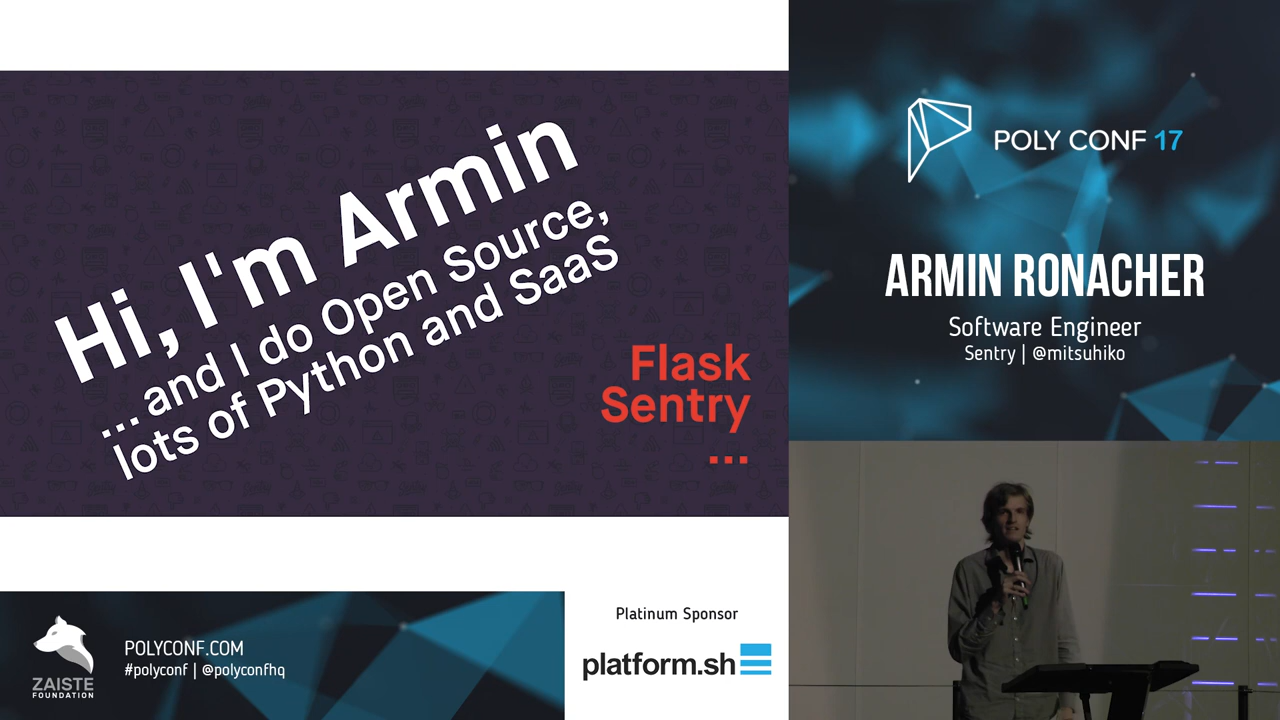 Hi, I'm Armin
... and I do Open Source,
lots of Python and SaaS
Flask
Sentry
...
POLY CONF 17
ARMIN RONACHER
Software Engineer
Sentry | @mitsuhiko
ZAISTE
FOUNDATION
POLYCONF.COM
#polyconf | @polyconfhq
Platinum Sponsor
platform.sh